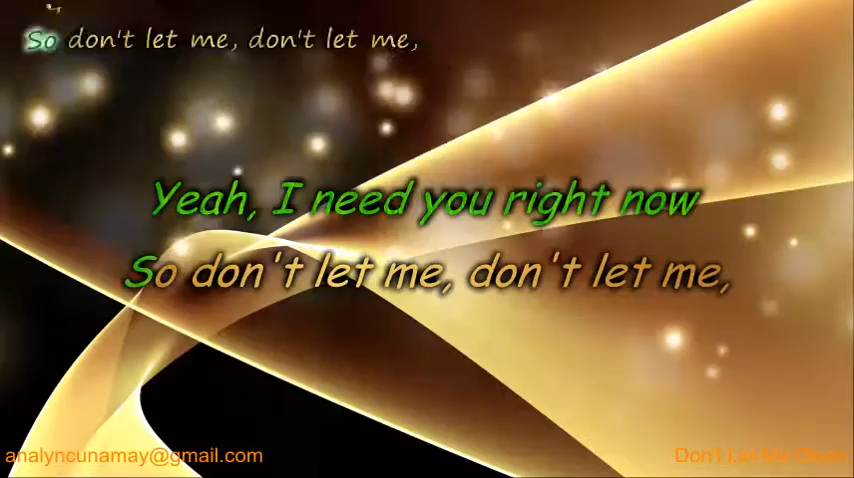 So don't let me, don't let me,
Yeah, I need you right now
So don't let me, don't let me,
analyncunamay@gmail.com
Don't Let Me Down